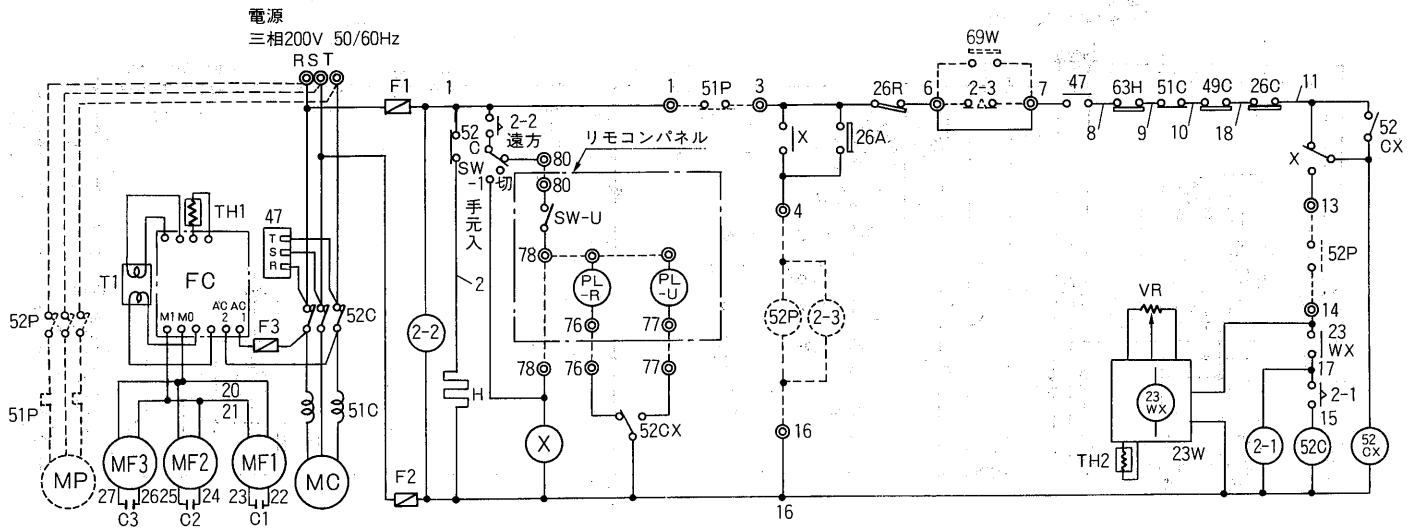 電源
三相200V 50/60Hz
R S T
F1
1
1
51P
3
26R
6
69W
2-3
7
47
8
63H
9
51C
10
49C
18
26C
11
52
C
2-2
遠方
SW
-1
切
手元入
2
80
リモコンパネル
80
SW-U
78
PL
-R
PL
-U
76
77
78
76
77
X
26A
4
52P
2-3
16
16
X
52
CX
13
52P
14
23
WX
17
2-1
15
VR
23
WX
23W
TH2
2-1
52C
52
CX
TH1
47
T
S
R
T1
FC
M1
M0
AC
2
AC
1
F3
52C
52P
51P
20
21
51C
2-2
H
X
52CX
F2
MP
MF3
MF2
MF1
MC
27
26
25
24
23
22
C3
C2
C1